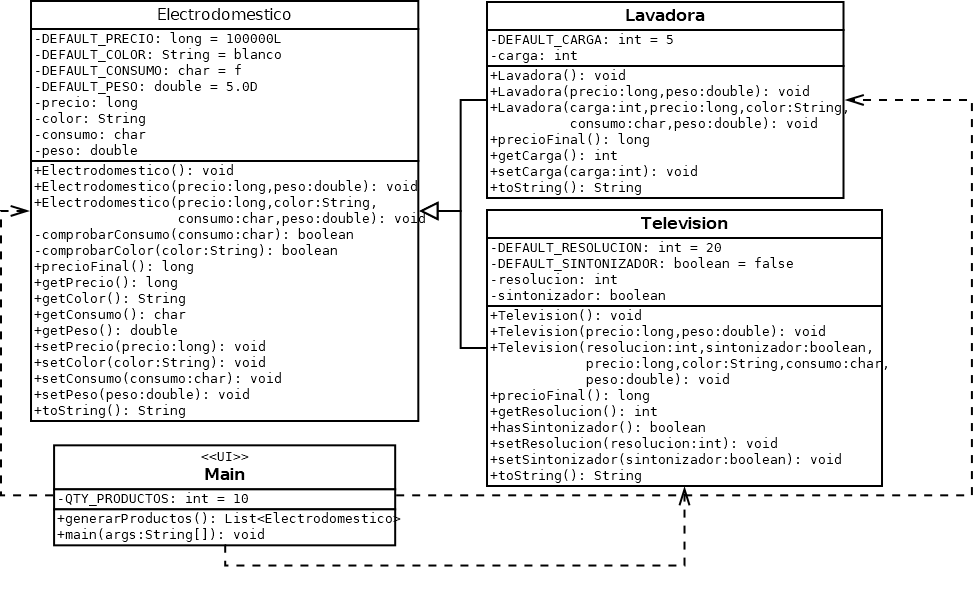 Electrodomestico
-DEFAULT_PRECIO: long = 100000L
-DEFAULT_COLOR: String = blanco
-DEFAULT_CONSUMO: char = f
-DEFAULT_PESO: double = 5.0D
-precio: long
-color: String
-consumo: char
-peso: double
+Electrodomestico(): void
+Electrodomestico(precio:long,peso:double): void
+Electrodomestico(precio:long,color:String,
consumo:char,peso:double): void
-comprobarConsumo(consumo:char): boolean
-comprobarColor(color:String): boolean
+precioFinal(): long
+getPrecio(): long
+getColor(): String
+getConsumo(): char
+getPeso(): double
+setPrecio(precio:long): void
+setColor(color:String): void
+setConsumo(consumo:char): void
+setPeso(peso:double): void
+toString(): String
Lavadora
-DEFAULT_CARGA: int = 5
-carga: int
+Lavadora(): void
+Lavadora(precio:long,peso:double): void
+Lavadora(carga:int,precio:long,color:String,
consumo:char,peso:double): void
+precioFinal(): long
+getCarga(): int
+setCarga(carga:int): void
+toString(): String
Television
-DEFAULT_RESOLUCION: int = 20
-DEFAULT_SINTONIZADOR: boolean = false
-resolucion: int
-sintonizador: boolean
+Television(): void
+Television(precio:long,peso:double): void
+Television(resolucion:int,sintonizador:boolean,
precio:long,color:String,consumo:char,
peso:double): void
+precioFinal(): long
+getResolucion(): int
+hasSintonizador(): boolean
+setResolucion(resolucion:int): void
+setSintonizador(sintonizador:boolean): void
+toString(): String
<<UI>>
Main
-QTY_PRODUCTOS: int = 10
+generarProductos(): List<Electrodomestico>
+main(args:String[]): void